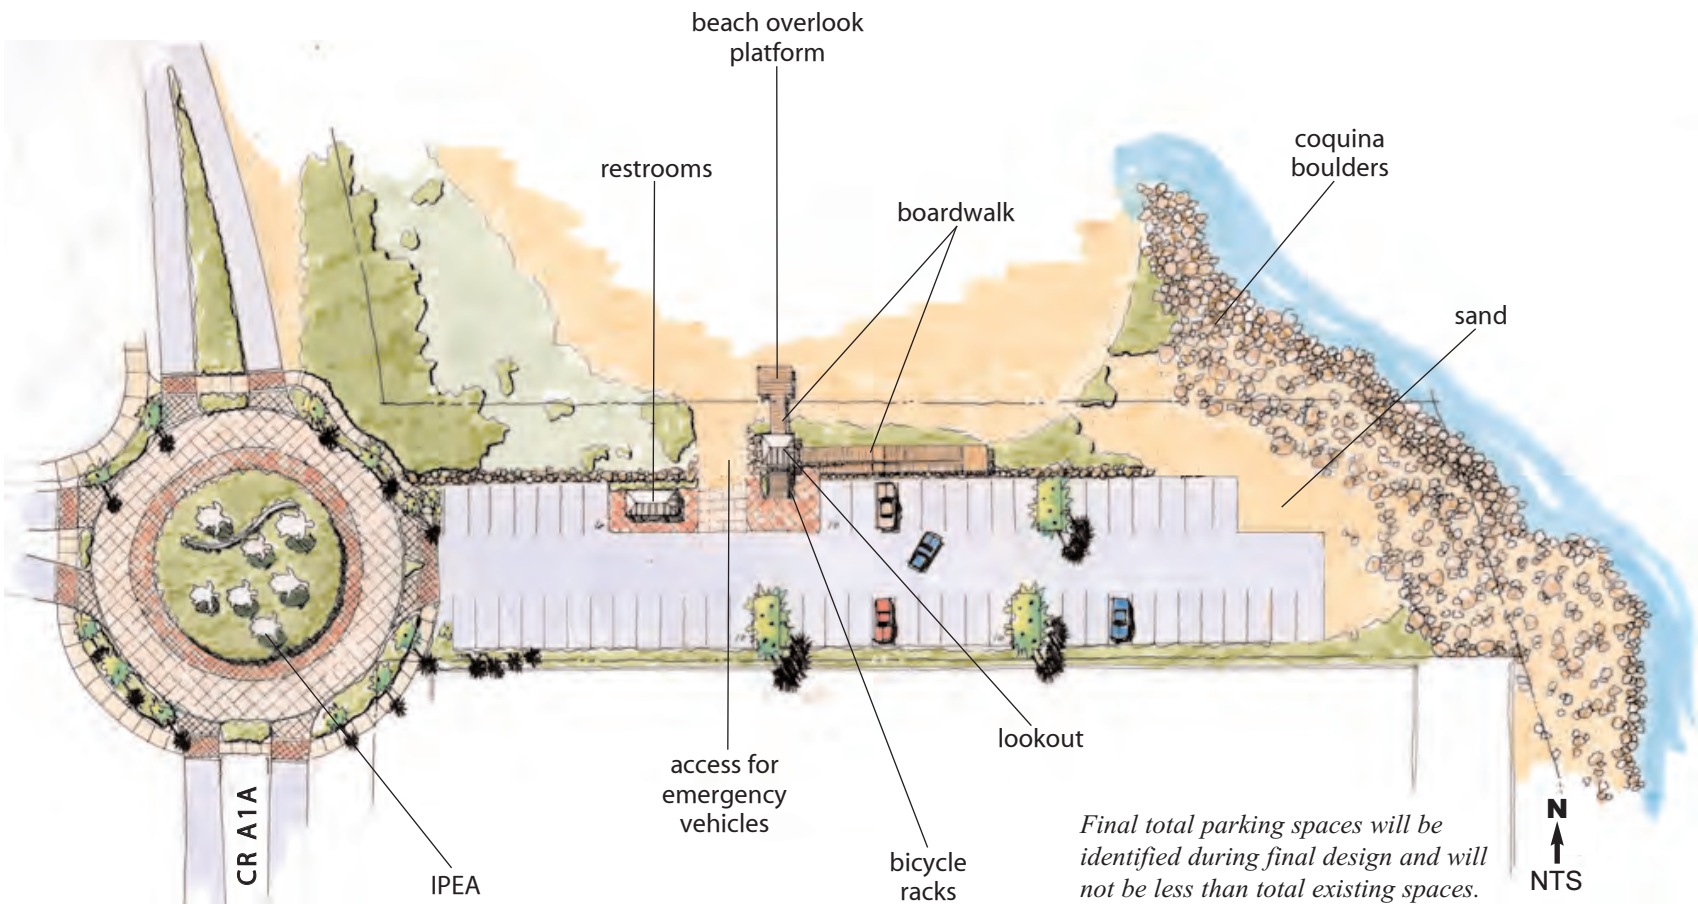 beach overlook
platform
coquina
boulders
restrooms
boardwalk
sand
lookout
access for
emergency
vehicles
CR A1A
IPEA
bicycle
racks
Final total parking spaces will be
identified during final design and will
not be less than total existing spaces.
N
NTS